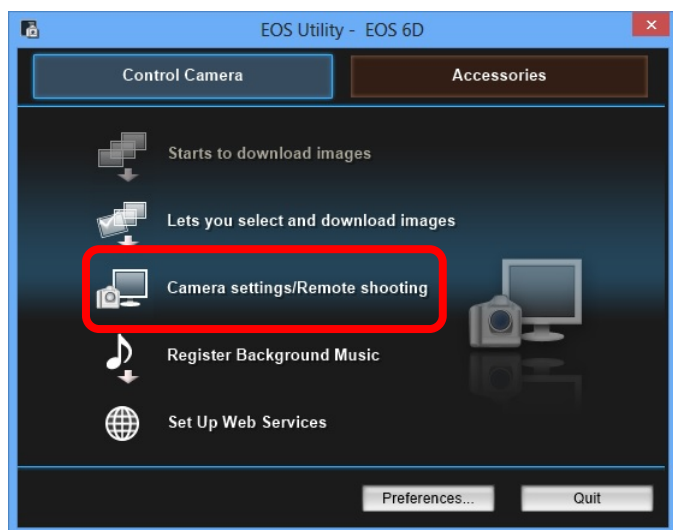 EOS Utility - EOS 6D
Control Camera
Accessories
Starts to download images
Lets you select and download images
Camera settings/Remote shooting
Register Background Music
Set Up Web Services
Preferences...
Quit